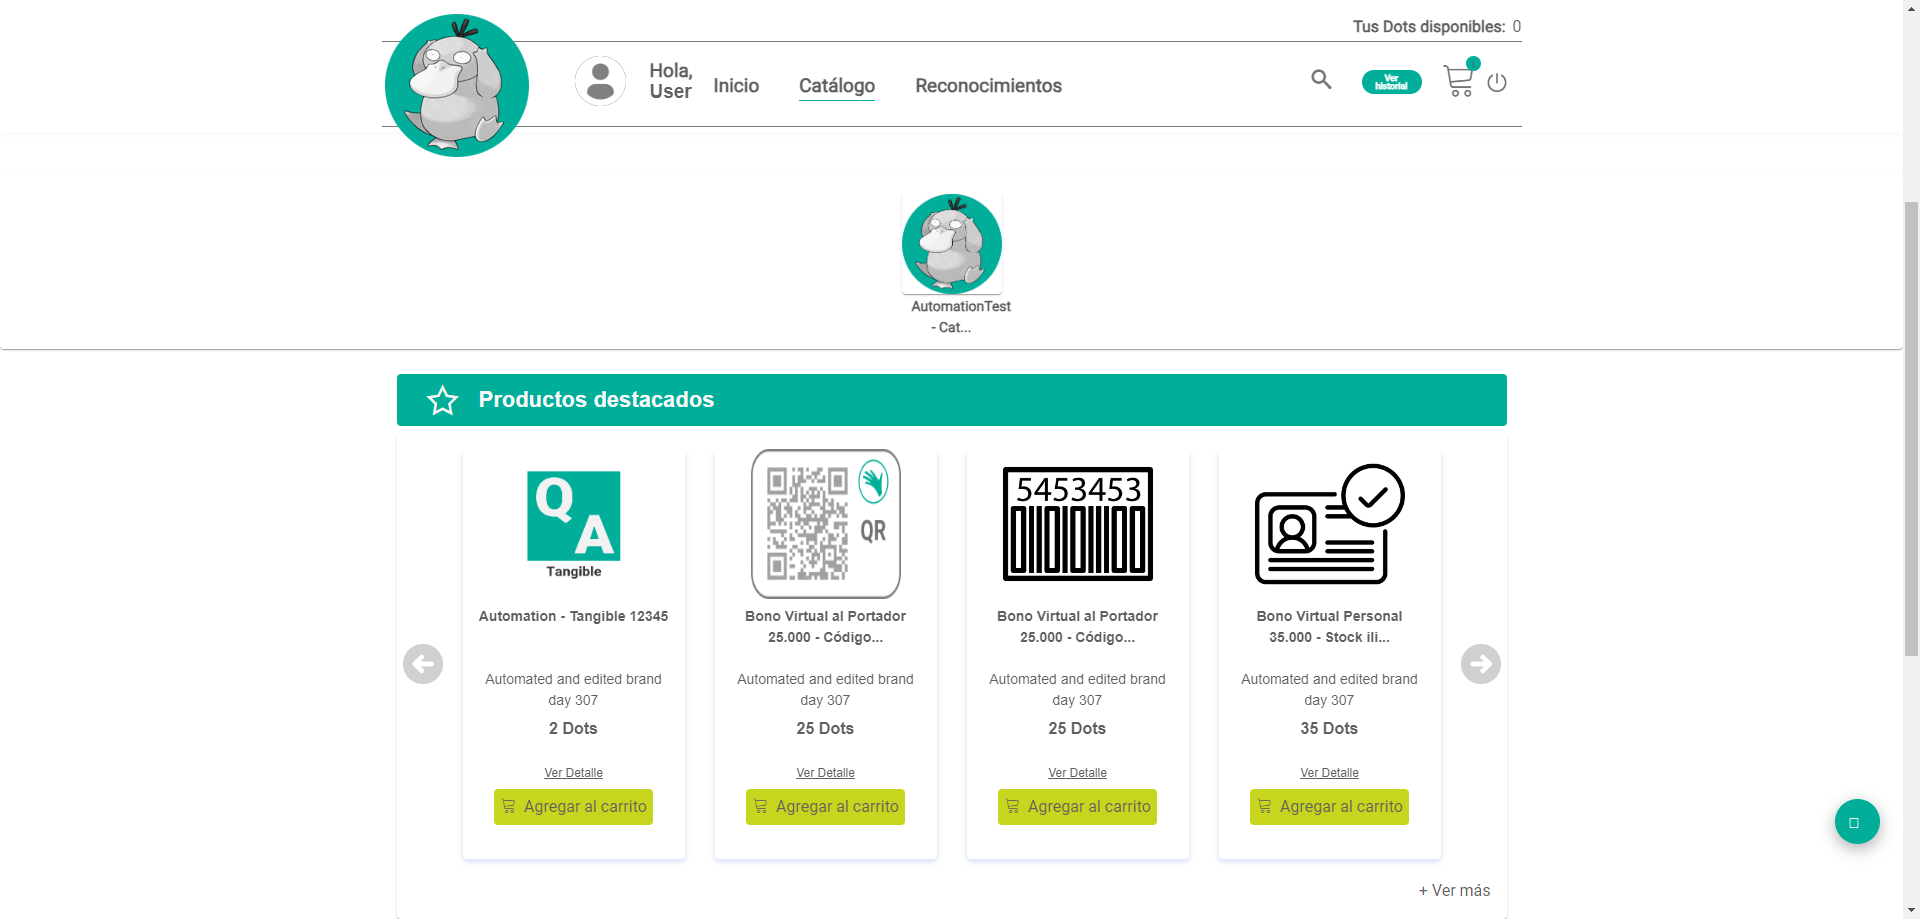 Tus Dots disponibles: 0
Hola,
User
Inicio
Catálogo
Reconocimientos
Ver
historial
AutomationTest
- Cat...
Productos destacados
Q
A
Tangible
Automation - Tangible 12345
Automated and edited brand
day 307
2 Dots
Ver Detalle
Agregar al carrito
QR
Bono Virtual al Portador
25.000 - Código...
Automated and edited brand
day 307
25 Dots
Ver Detalle
Agregar al carrito
5453453
Bono Virtual al Portador
25.000 - Código...
Automated and edited brand
day 307
25 Dots
Ver Detalle
Agregar al carrito
Bono Virtual Personal
35.000 - Stock ili...
Automated and edited brand
day 307
35 Dots
Ver Detalle
Agregar al carrito
+ Ver más